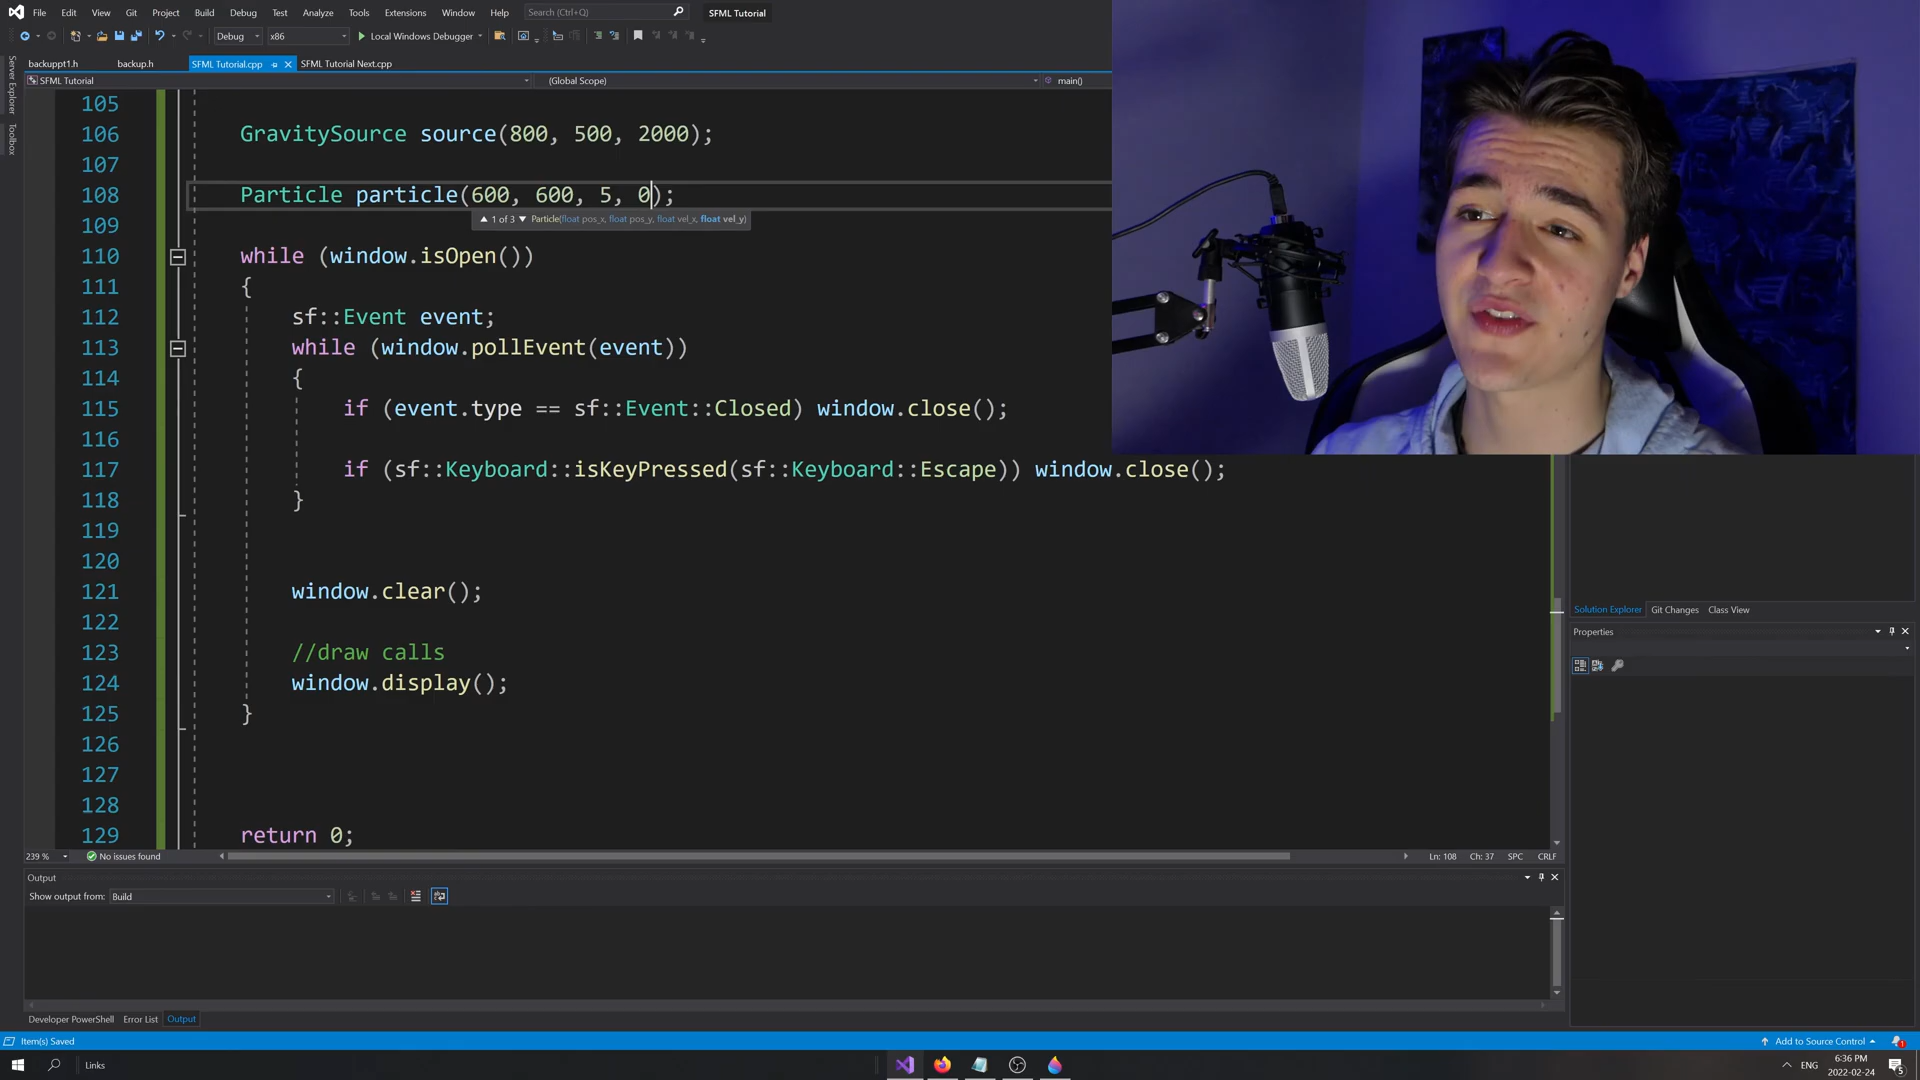 File Edit View Git Project Build Debug Test Analyze Tools Extensions Window Help Search (Ctrl+Q) SFML Tutorial
Debug x86 Local Windows Debugger
backuppt1.h backup.h SFML Tutorial.cpp SFML Tutorial Next.cpp
SFML Tutorial (Global Scope) main()
Server Explorer
Toolbox
105
106 GravitySource source(800, 500, 2000);
107
108 Particle particle(600, 600, 5, 0);
1 of 3 Particle(float pos_x, float pos_y, float vel_x, float vel_y)
109
110 while (window.isOpen())
111 {
112 sf::Event event;
113 while (window.pollEvent(event))
114 {
115 if (event.type == sf::Event::Closed) window.close();
116
117 if (sf::Keyboard::isKeyPressed(sf::Keyboard::Escape)) window.close();
118 }
119
120
121 window.clear();
122
123 //draw calls
124 window.display();
125 }
126
127
128
129 return 0;
239 % No issues found Ln: 108 Ch: 37 SPC CRLF
Solution Explorer Git Changes Class View
Properties
Output
Show output from: Build
Developer PowerShell Error List Output
Item(s) Saved Add to Source Control 1
Links ENG 6:36 PM
2022-02-24 5